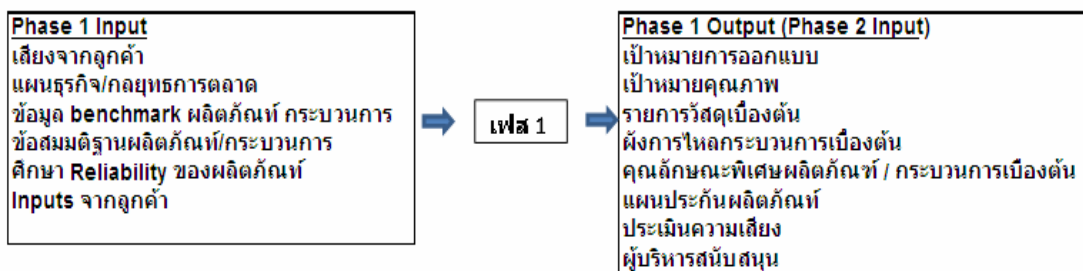 Phase 1 Input
เสียงจากลูกค้า
แผนธุรกิจ/กลยุทธการตลาด
ข้อมูล benchmark ผลิตภัณท์ กระบวนการ
ข้อสมมติฐานผลิตภัณท์/กระบวนการ
ศึกษา Reliability ของผลิตภัณท์
Inputs จากลูกค้า
เฟส 1
Phase 1 Output (Phase 2 Input)
เป้าหมายการออกแบบ
เป้าหมายคุณภาพ
รายการวัสดุเบื้องต้น
ผังการไหลกระบวนการเบื้องต้น
คุณลักษณะพิเศษผลิตภัณฑ์ / กระบวนการเบื้องต้น
แผนประกันผลิตภัณท์
ประเมินความเสี่ยง
ผู้บริหารสนับสนุน